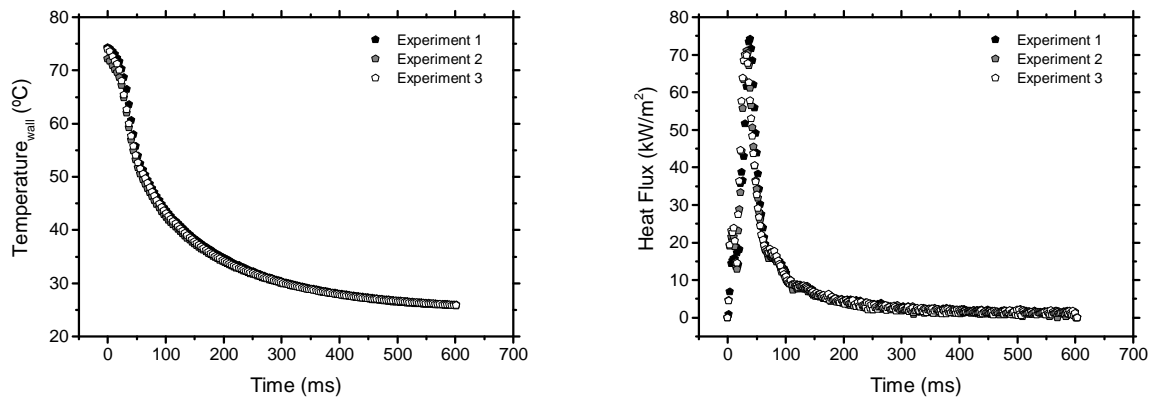 80
70
60
50
40
30
20
Temperature_wall (ºC)
Experiment 1
Experiment 2
Experiment 3
0 100 200 300 400 500 600 700
Time (ms)
80
70
60
50
40
30
20
10
0
Heat Flux (kW/m²)
Experiment 1
Experiment 2
Experiment 3
0 100 200 300 400 500 600 700
Time (ms)